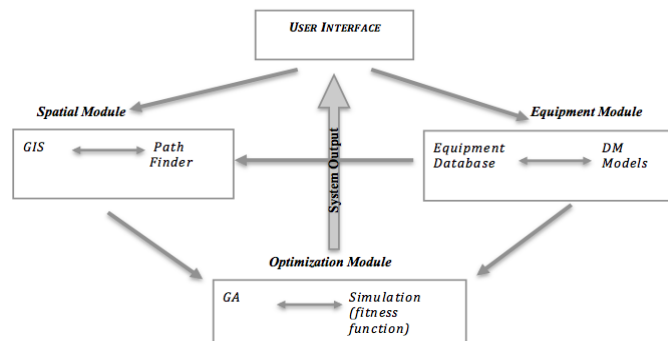 USER INTERFACE
Spatial Module
Equipment Module
GIS
Path
Finder
Equipment
Database
DM
Models
System Output
Optimization Module
GA
Simulation
(fitness
function)